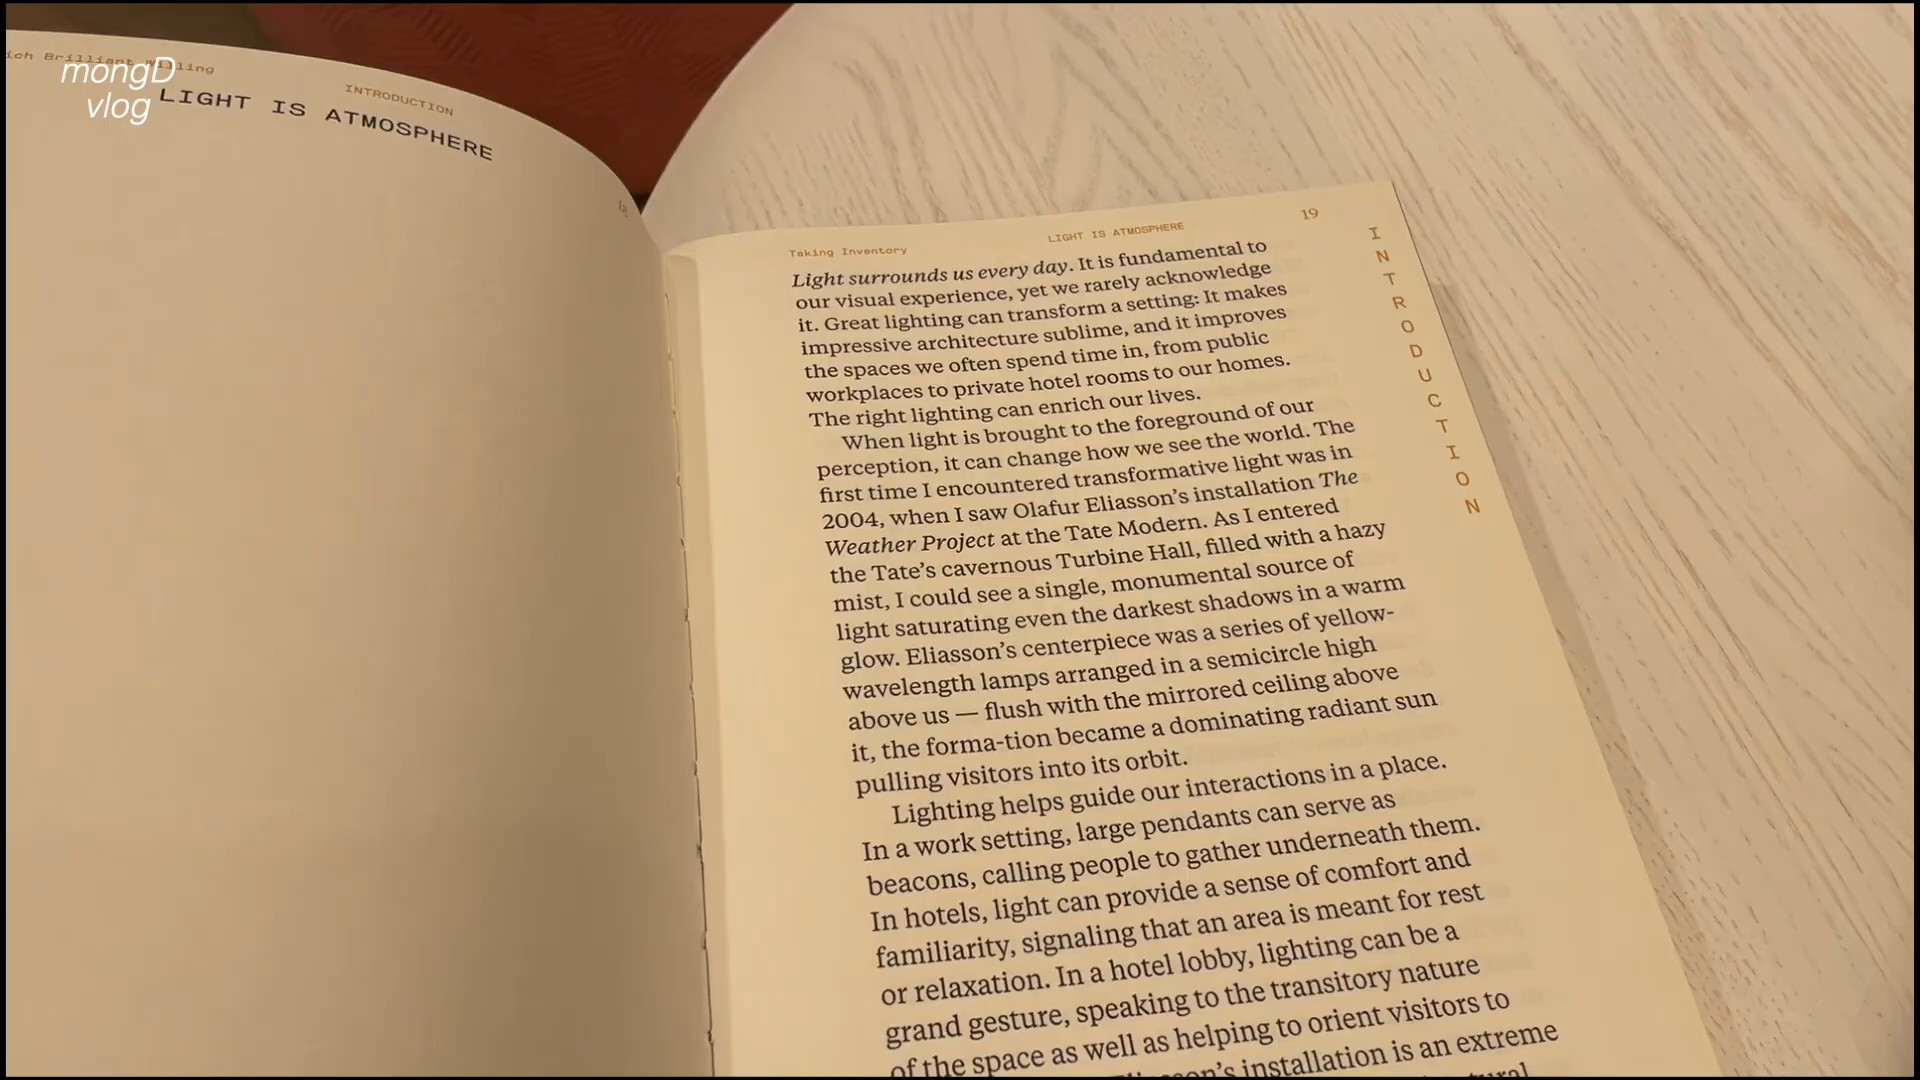 Brilliant Willing
mongD
vlog
INTRODUCTION
LIGHT IS ATMOSPHERE
Taking Inventory
LIGHT IS ATMOSPHERE
19
INTRODUCTION
Light surrounds us every day. It is fundamental to
our visual experience, yet we rarely acknowledge
it. Great lighting can transform a setting: It makes
impressive architecture sublime, and it improves
the spaces we often spend time in, from public
workplaces to private hotel rooms to our homes.
The right lighting can enrich our lives.
When light is brought to the foreground of our
perception, it can change how we see the world. The
first time I encountered transformative light was in
2004, when I saw Olafur Eliasson’s installation The
Weather Project at the Tate Modern. As I entered
the Tate’s cavernous Turbine Hall, filled with a hazy
mist, I could see a single, monumental source of
light saturating even the darkest shadows in a warm
glow. Eliasson’s centerpiece was a series of yellow-
wavelength lamps arranged in a semicircle high
above us — flush with the mirrored ceiling above
it, the forma-tion became a dominating radiant sun
pulling visitors into its orbit.
Lighting helps guide our interactions in a place.
In a work setting, large pendants can serve as
beacons, calling people to gather underneath them.
In hotels, light can provide a sense of comfort and
familiarity, signaling that an area is meant for rest
or relaxation. In a hotel lobby, lighting can be a
grand gesture, speaking to the transitory nature
of the space as well as helping to orient visitors to
installation is an extreme